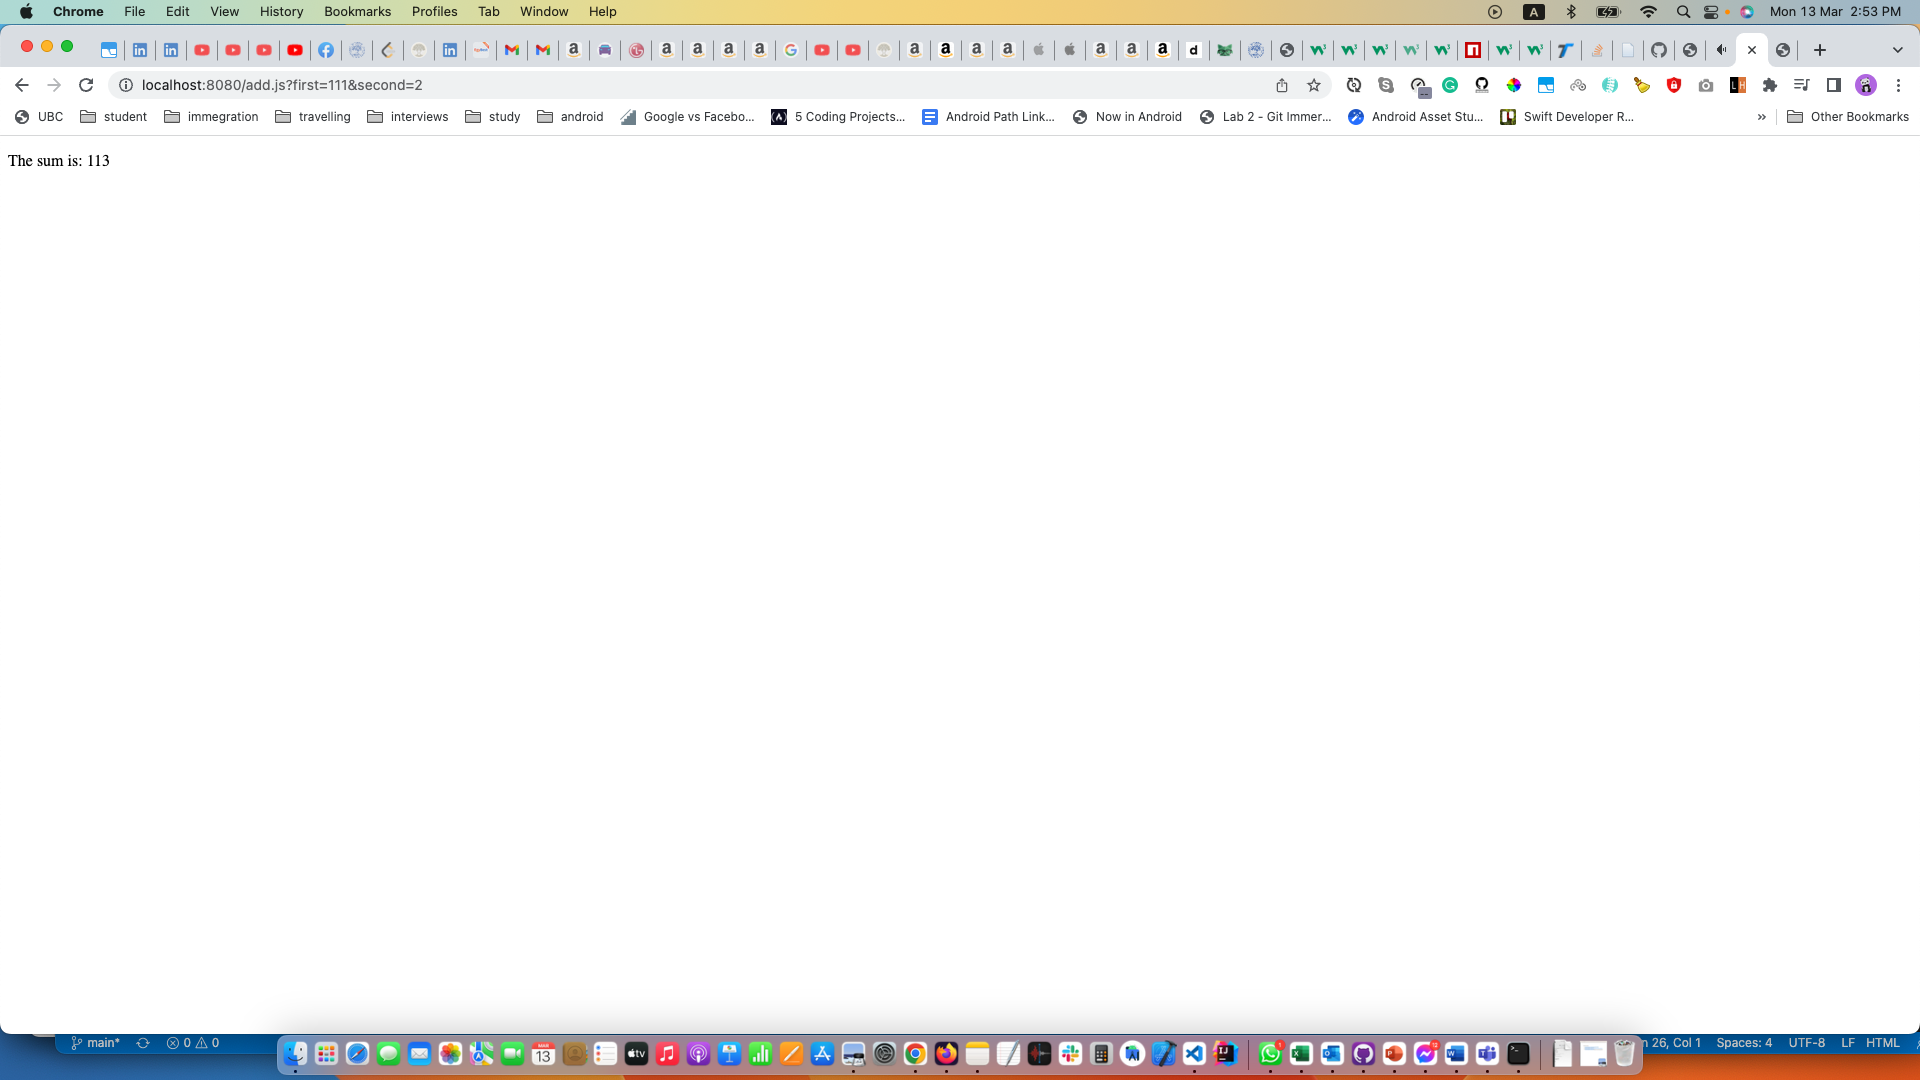 Chrome File Edit View History Bookmarks Profiles Tab Window Help A Mon 13 Mar 2:53 PM
localhost:8080/add.js?first=111&second=2
UBC student immegration travelling interviews study android Google vs Facebo... 5 Coding Projects... Android Path Link... Now in Android Lab 2 - Git Immer... Android Asset Stu... Swift Developer R... » Other Bookmarks
The sum is: 113
main* 0 0 n 26, Col 1 Spaces: 4 UTF-8 LF HTML
MAR
13
tv